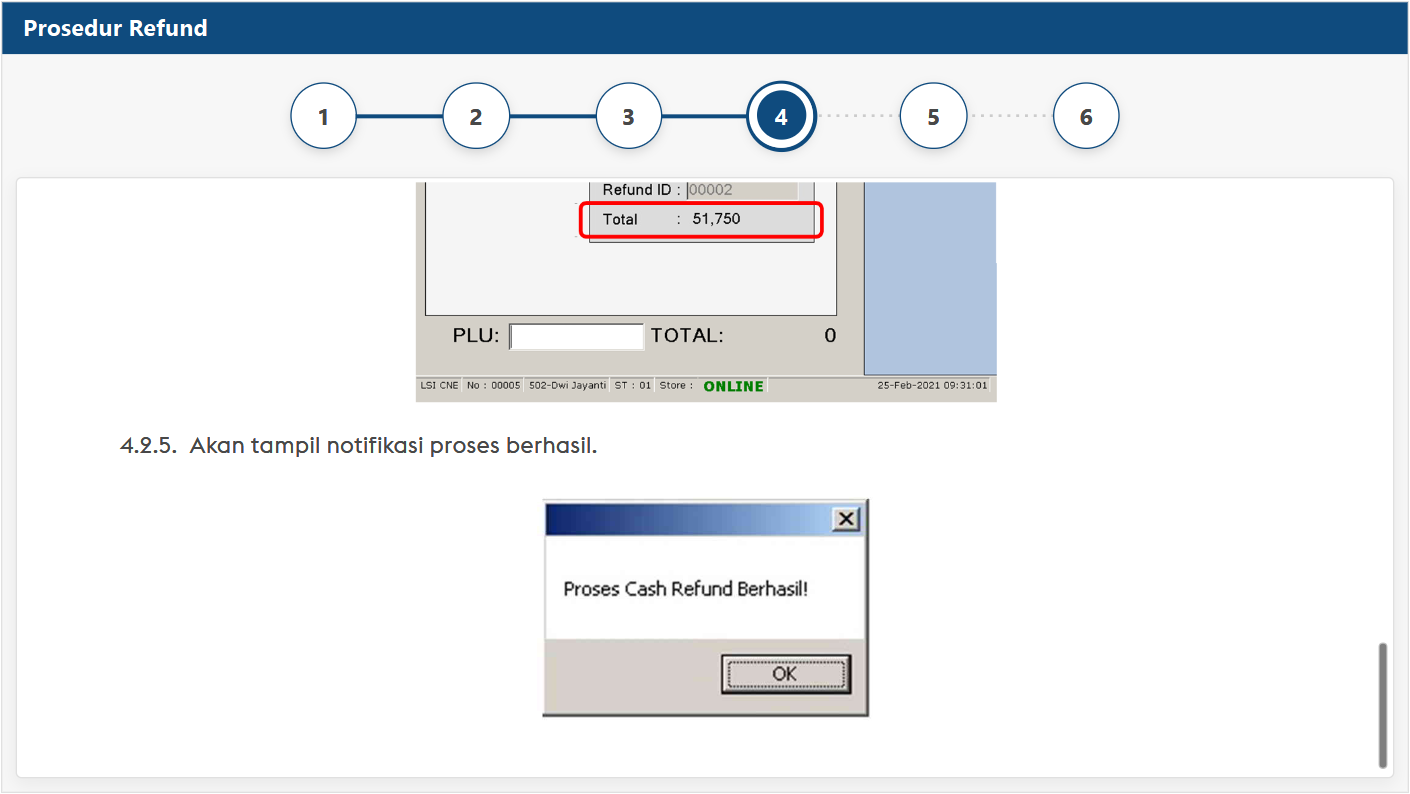 Prosedur Refund
1 2 3 4 5 6
Refund ID : 00002
Total : 51,750
PLU: TOTAL: 0
LSI CNE No : 00005 502-Dwi Jayanti ST : 01 Store : ONLINE 25-Feb-2021 09:31:01
4.2.5. Akan tampil notifikasi proses berhasil.
Proses Cash Refund Berhasil!
OK